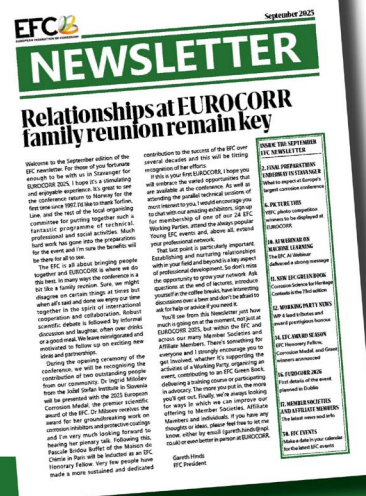 September 2025
EFC
EUROPEAN FEDERATION OF CORROSION
NEWSLETTER
Relationships at EUROCORR
family reunion remain key
Welcome to the September edition of the
EFC newsletter. For those of you fortunate
enough to be with us in Stavanger for
EUROCORR 2025, I hope it's a stimulating
and enjoyable experience. It's great to see
the conference return to Norway for the
first time since 1997. I'd like to thank Torfinn,
Line, and the rest of the local organising
committee for putting together such a
fantastic programme of technical,
professional and social activities. Much
hard work has gone into the preparations
for the event and I'm sure the benefits will
be there for all to see.
The EFC is all about bringing people
together and EUROCORR is where we do
this best. In many ways the conference is a
bit like a family reunion. Sure, we might
disagree on certain things at times but
when all's said and done we enjoy our time
together in the spirit of international
cooperation and collaboration. Robust
scientific debate is followed by informal
discussion and laughter, often over drinks
or a good meal. We leave reinvigorated and
motivated to follow up on exciting new
ideas and partnerships.
During the opening ceremony of the
conference, we will be recognising the
contribution of two outstanding people
from our community. Dr Ingrid Milošev
from the Jožef Stefan Institute in Slovenia
will be presented with the 2025 European
Corrosion Medal, the premier scientific
award of the EFC. Dr Milosev receives the
award for her groundwork on
corrosion inhibitors and protective coatings
and I'm very much looking forward to
hearing her plenary talk. Following this,
Pascale Bridou Buffet of the Maison de la
Chimie in Paris will be inducted as an EFC
Honorary Fellow. Very few people have
made a more sustained and dedicated
contribution to the success of the EFC over
several decades and this will be fitting
recognition of her efforts.
If this is your first EUROCORR, I hope you
will embrace the varied opportunities that
are available at the conference. As well as
attending the parallel technical sessions of
most interest to you, I would encourage you
to chat with our amazing exhibitors, sign up
for membership of one of our 24 EFC
Working Parties, attend the always popular
Young EFC events and, above all, extend
your professional network.
That last point is particularly important.
Establishing and nurturing relationships
with in your field and beyond is a key aspect
of professional development. So don't miss
the opportunity to grow your network. Ask
questions at the end of lectures, introduce
yourself in the coffee breaks, have interesting
discussions over a beer and don't be afraid to
ask for help or advice if you need it.
You'll see from this Newsletter just how
much is going on at the moment, not just at
EUROCORR 2025, but within the EFC and
across our many Member Societies and
Affiliate Members. There's something for
everyone and I strongly encourage you to
get involved, whether it's supporting the
activities of a Working Party, organising an
event, contributing to an EFC Green Book,
delivering a training course or participating
in advocacy. The more you put in, the more
you'll get out. Finally, we're always looking
for ways in which we can improve our
offering to Member Societies, Affiliate
Members and individuals. If you have any
thoughts or ideas, please feel free to let me
know, either by email (gareth.hinds@npl.
co.uk) or even better in person at EUROCORR.
Gareth Hinds
EFC President
INSIDE THE SEPTEMBER
EFC NEWSLETTER
2. FINAL PREPARATIONS
UNDERWAY IN STAVANGER
What to expect at Europe's
largest corrosion conference
6. PICTURE THIS
YEFC photo competition
winners to be displayed at
EUROCORR
10. AI WEBINAR ON
MACHINE LEARNING
The EFC AI Webinar
delivered a strong message
11. NEW EFC GREEN BOOK
Corrosion Science for Heritage
Contexts is the 73rd edition
12. WORKING PARTY NEWS
WP 4 lead tributes and
award prestigious honour
14. EFC AWARD SEASON
EFC Honorary Fellow,
Corrosion Medal, and Grant
winners announced
16. EUROCORR 2026
First details of the event
planned in Dublin
17. MEMBER SOCIETIES
AND AFFILIATE MEMBERS
The latest news and info
34. EFC EVENTS
Make a date in your calendar
for the latest EFC events